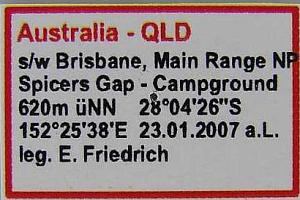 Australia - QLD
s/w Brisbane, Main Range NP
Spicers Gap - Campground
620m üNN 28°04'26"S
152°25'38'E 23.01.2007 a.L.
leg. E. Friedrich